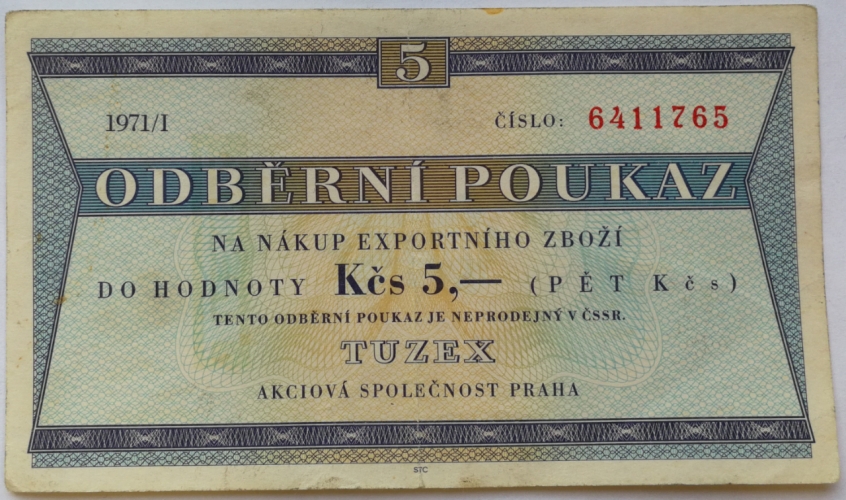 5
1971/I ČÍSLO: 6411765
ODBĚRNÍ POUKAZ
NA NÁKUP EXPORTNÍHO ZBOŽÍ
DO HODNOTY Kčs 5,— (PĚT Kčs)
TENTO ODBĚRNÍ POUKAZ JE NEPRODEJNÝ V ČSSR.
TUZEX
AKCIOVÁ SPOLEČNOST PRAHA
STC